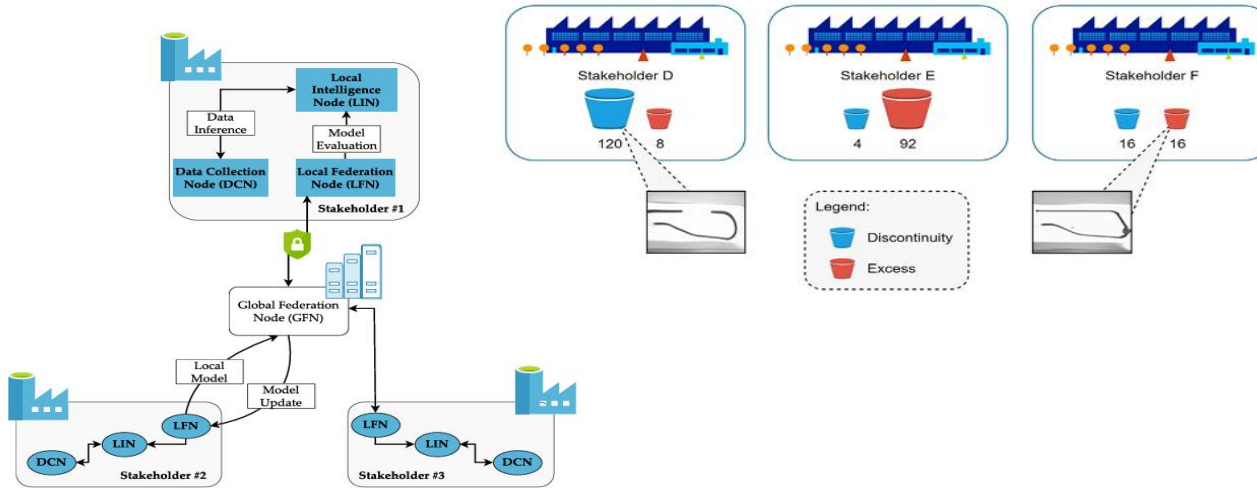 Local
Intelligence
Node (LIN)
Data
Inference
Model
Evaluation
Data Collection
Node (DCN)
Local Federation
Node (LFN)
Stakeholder #1
Global Federation
Node (GFN)
Local
Model
Model
Update
LFN
LIN
DCN
Stakeholder #2
LFN
LIN
DCN
Stakeholder #3
Stakeholder D
120 8
Stakeholder E
4 92
Stakeholder F
16 16
Legend:
Discontinuity
Excess